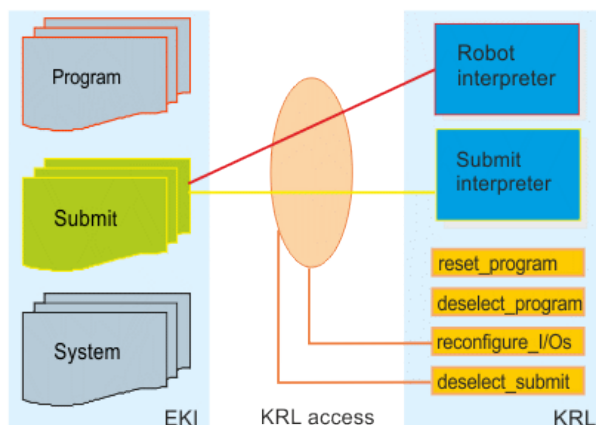 Program
Submit
System
EKI
KRL access
Robot
interpreter
Submit
interpreter
reset_program
deselect_program
reconfigure_I/Os
deselect_submit
KRL